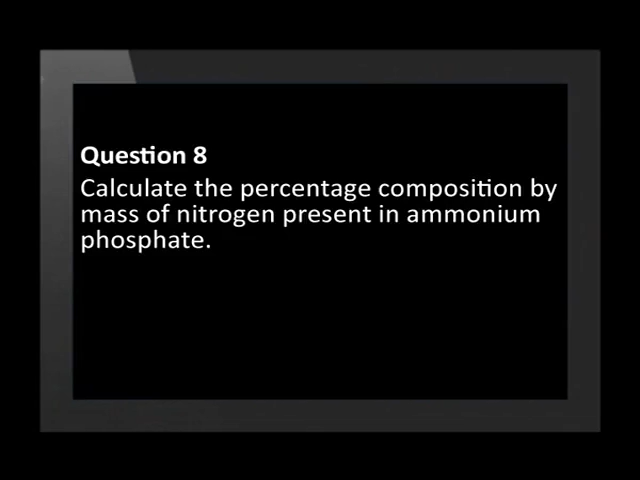 Question 8
Calculate the percentage composition by
mass of nitrogen present in ammonium
phosphate.